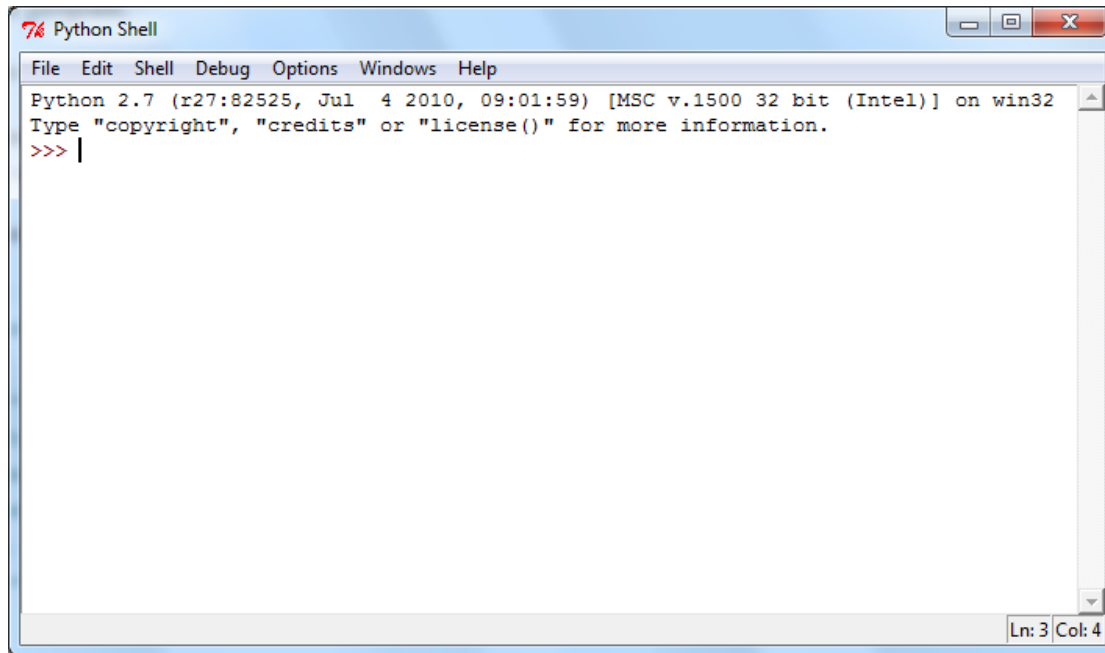 Python Shell
File Edit Shell Debug Options Windows Help
Python 2.7 (r27:82525, Jul  4 2010, 09:01:59) [MSC v.1500 32 bit (Intel)] on win32
Type "copyright", "credits" or "license()" for more information.
>>>
Ln: 3 Col: 4